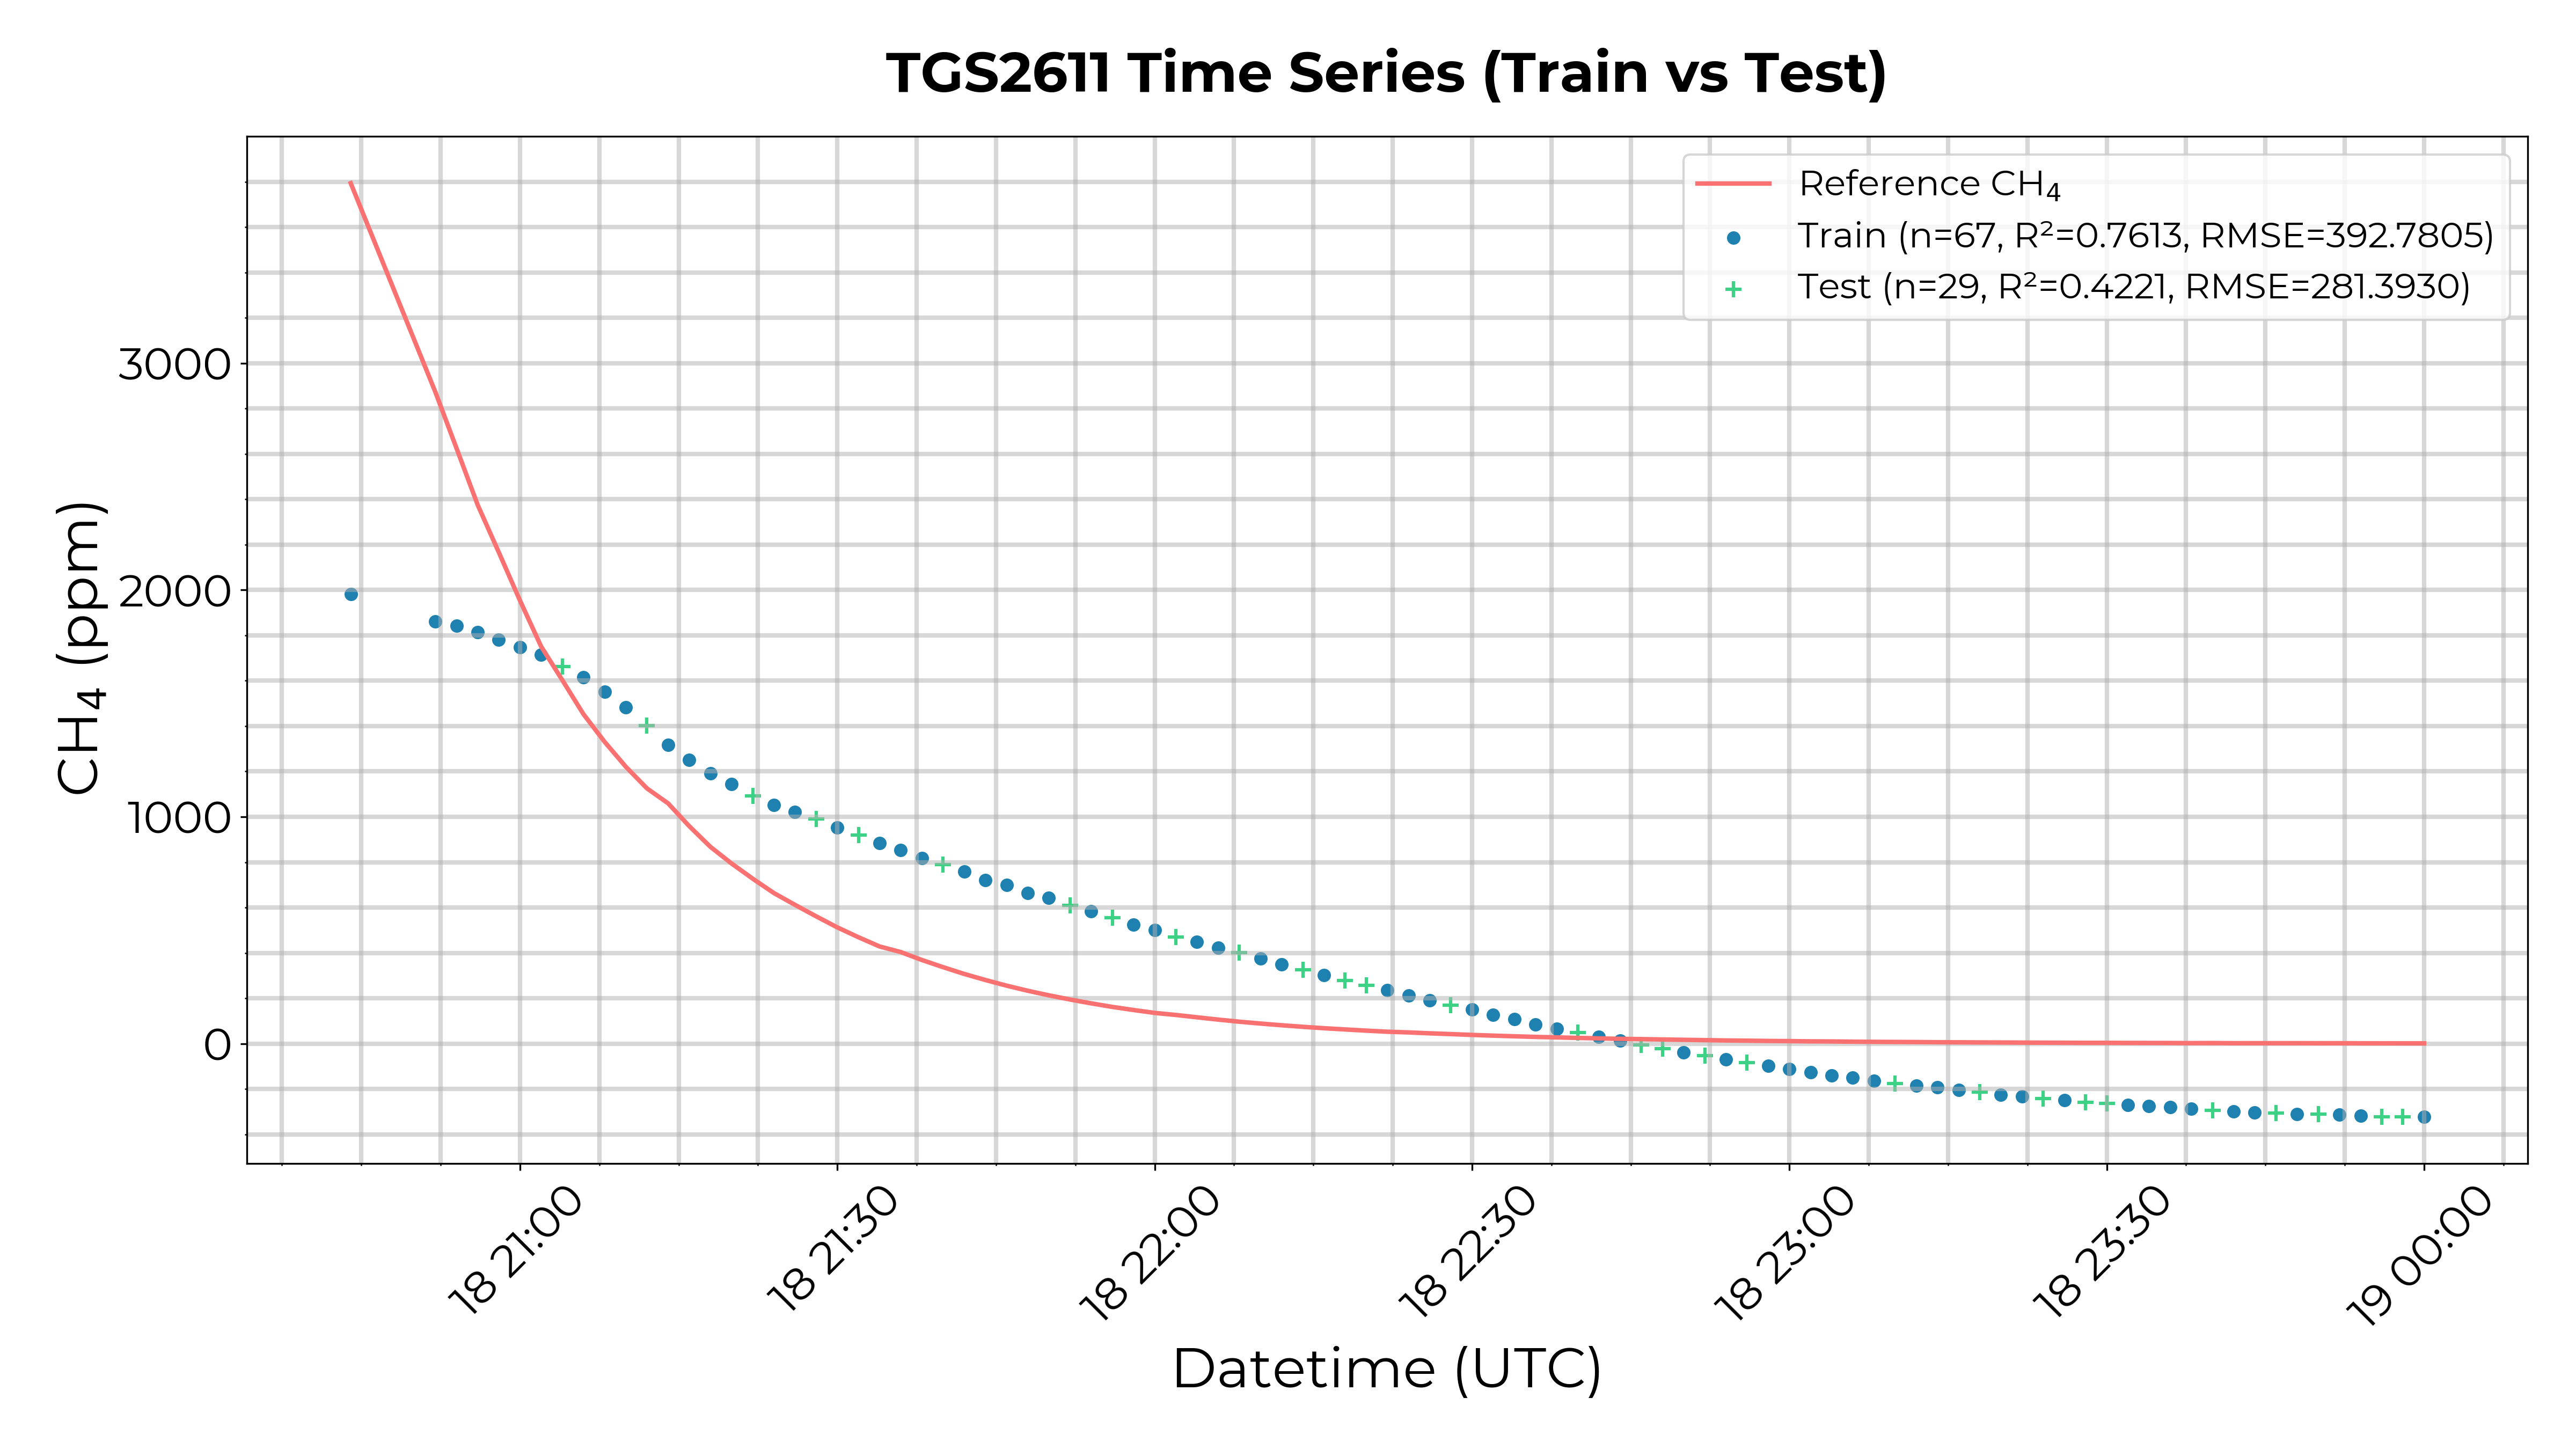 TGS2611 Time Series (Train vs Test)
Reference CH₄
Train (n=67, R²=0.7613, RMSE=392.7805)
Test (n=29, R²=0.4221, RMSE=281.3930)
CH₄ (ppm)
3000
2000
1000
0
18 21:00
18 21:30
18 22:00
18 22:30
18 23:00
18 23:30
19 00:00
Datetime (UTC)